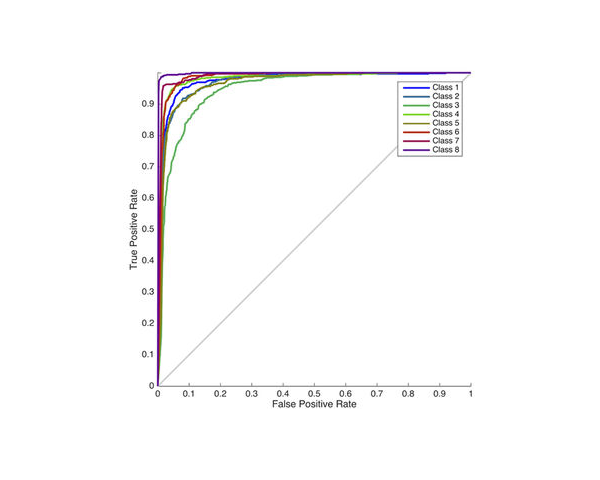 0.9
0.8
0.7
0.6
0.5
0.4
0.3
0.2
0.1
0
True Positive Rate
Class 1
Class 2
Class 3
Class 4
Class 5
Class 6
Class 7
Class 8
0 0.1 0.2 0.3 0.4 0.5 0.6 0.7 0.8 0.9 1
False Positive Rate